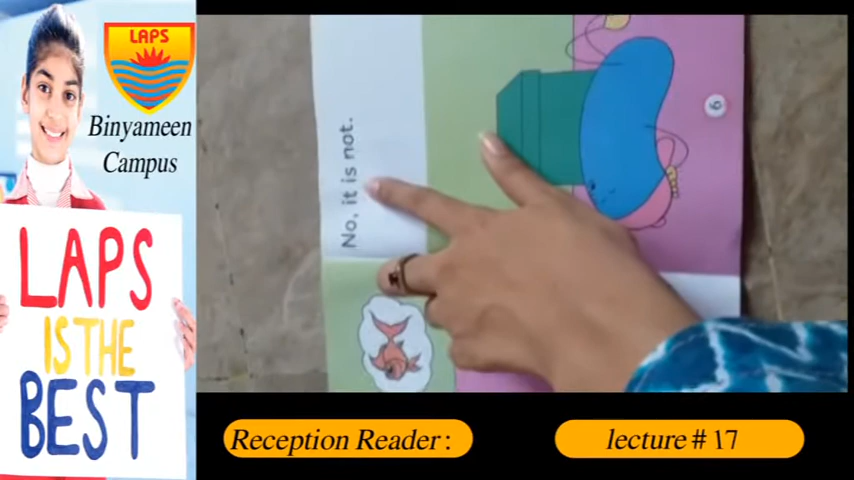 LAPS
Binyameen
Campus
LAPS
IS THE
BEST
No, it is not.
6
Reception Reader :
lecture # 17